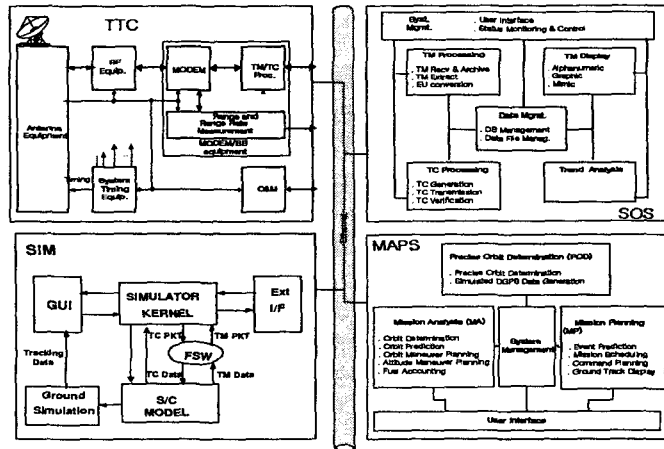 TTC
RF
Equip.
MODEM
TM/TC
Proc.
Antenna
Equipment
Range and
Range Rate
Measurement
MODEM/BB
equipment
Timing
System
Timing
Equip.
C&M
Syst.
Mgmt.
. User Interface
. Status Monitoring & Control
TM Processing
. TM Recv & Archive
. TM Extract
. EU conversion
TM Display
. Alphanumeric
. Graphic
. Mimic
Data Mgmt.
. DB Management
. Data File Manag.
TC Processing
. TC Generation
. TC Transmission
. TC Verification
Trend Analysis
SOS
SIM
GUI
SIMULATOR
KERNEL
Ext
I/F
TC PKT
TM PKT
FSW
Tracking
Data
TC Data
TM Data
Ground
Simulation
S/C
MODEL
Ethernet
MAPS
Precise Orbit Determination (POD)
. Precise Orbit Determination
. Simulated DGPS Data Generation
Mission Analysis (MA)
. Orbit Determination
. Orbit Prediction
. Orbit Maneuver Planning
. Attitude Maneuver Planning
. Fuel Accounting
System
Management
Mission Planning
(MP)
. Event Prediction
. Mission Scheduling
. Command Planning
. Ground Track Display
User Interface